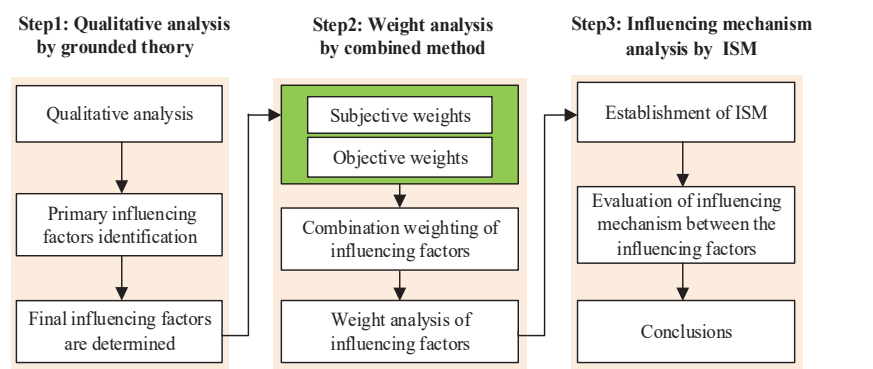 Step1: Qualitative analysis
by grounded theory
Qualitative analysis
Primary influencing
factors identification
Final influencing factors
are determined
Step2: Weight analysis
by combined method
Subjective weights
Objective weights
Combination weighting of
influencing factors
Weight analysis of
influencing factors
Step3: Influencing mechanism
analysis by ISM
Establishment of ISM
Evaluation of influencing
mechanism between the
influencing factors
Conclusions